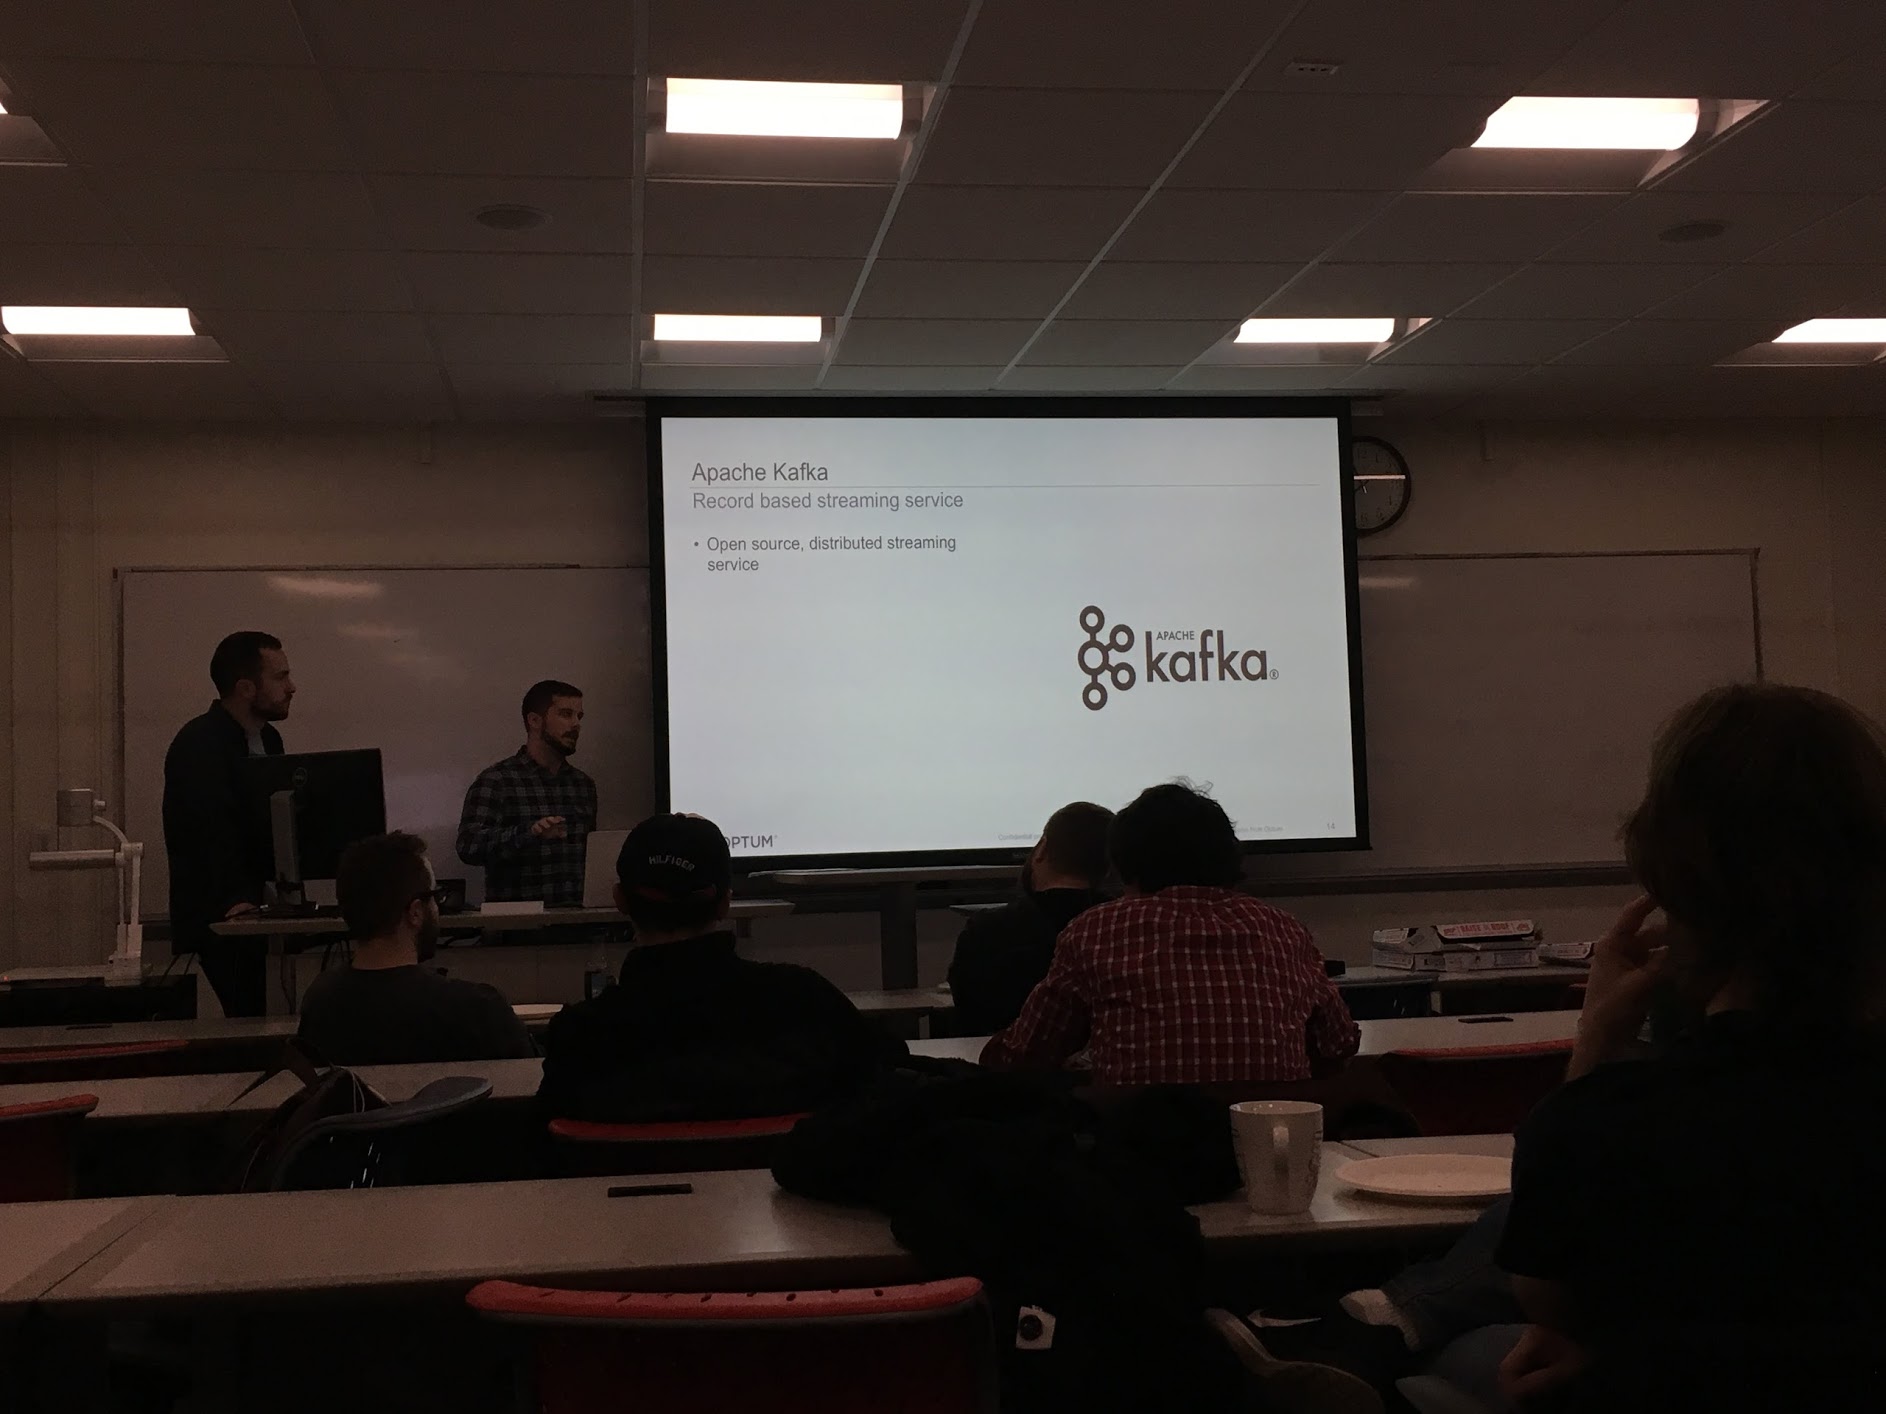 Apache Kafka
Record based streaming service
• Open source, distributed streaming
service
APACHE
kafka®
OPTUM
14
HILFIGER